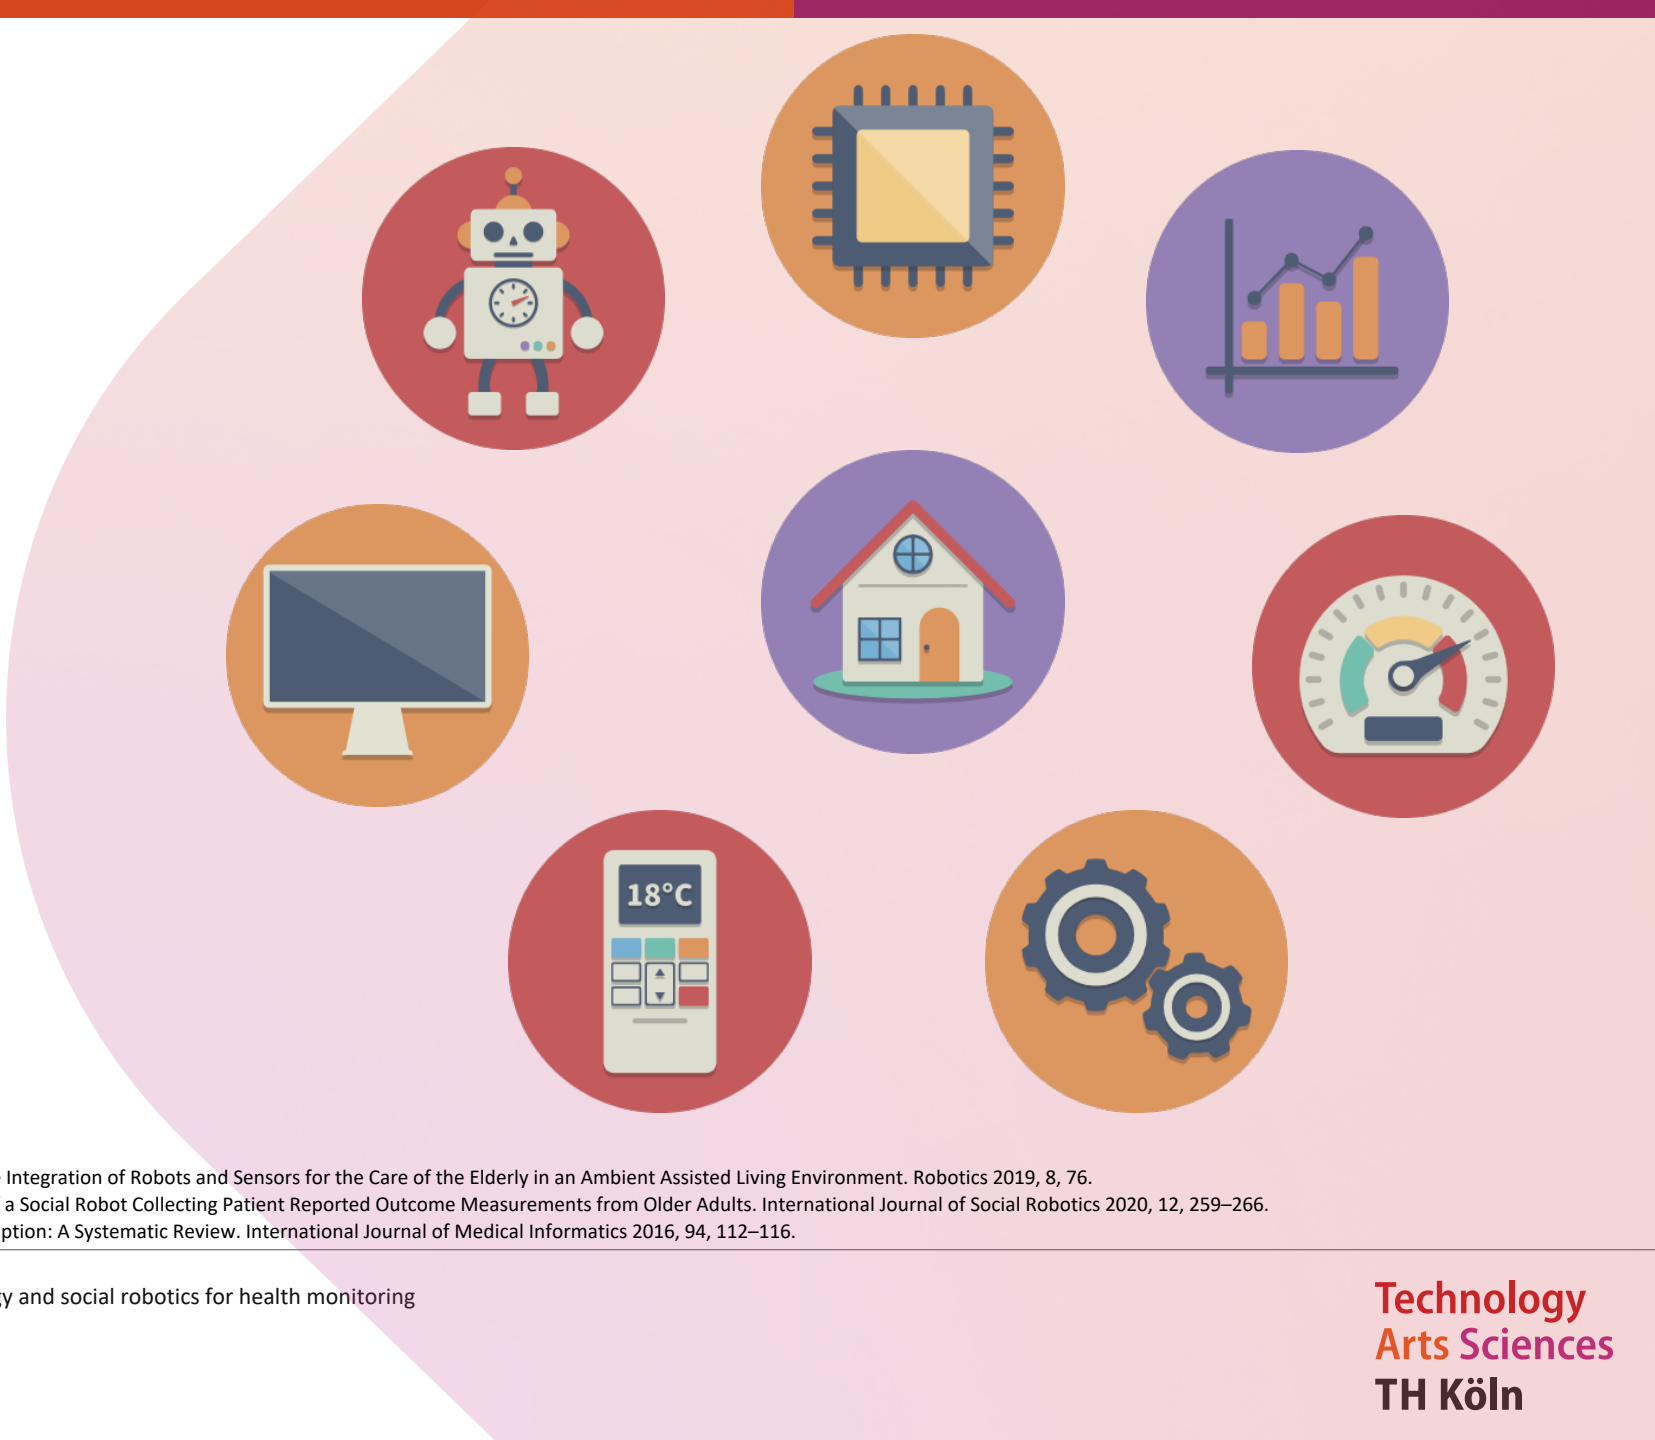 18°C
Integration of Robots and Sensors for the Care of the Elderly in an Ambient Assisted Living Environment. Robotics 2019, 8, 76.
a Social Robot Collecting Patient Reported Outcome Measurements from Older Adults. International Journal of Social Robotics 2020, 12, 259–266.
ption: A Systematic Review. International Journal of Medical Informatics 2016, 94, 112–116.
gy and social robotics for health monitoring
Technology
Arts Sciences
TH Köln